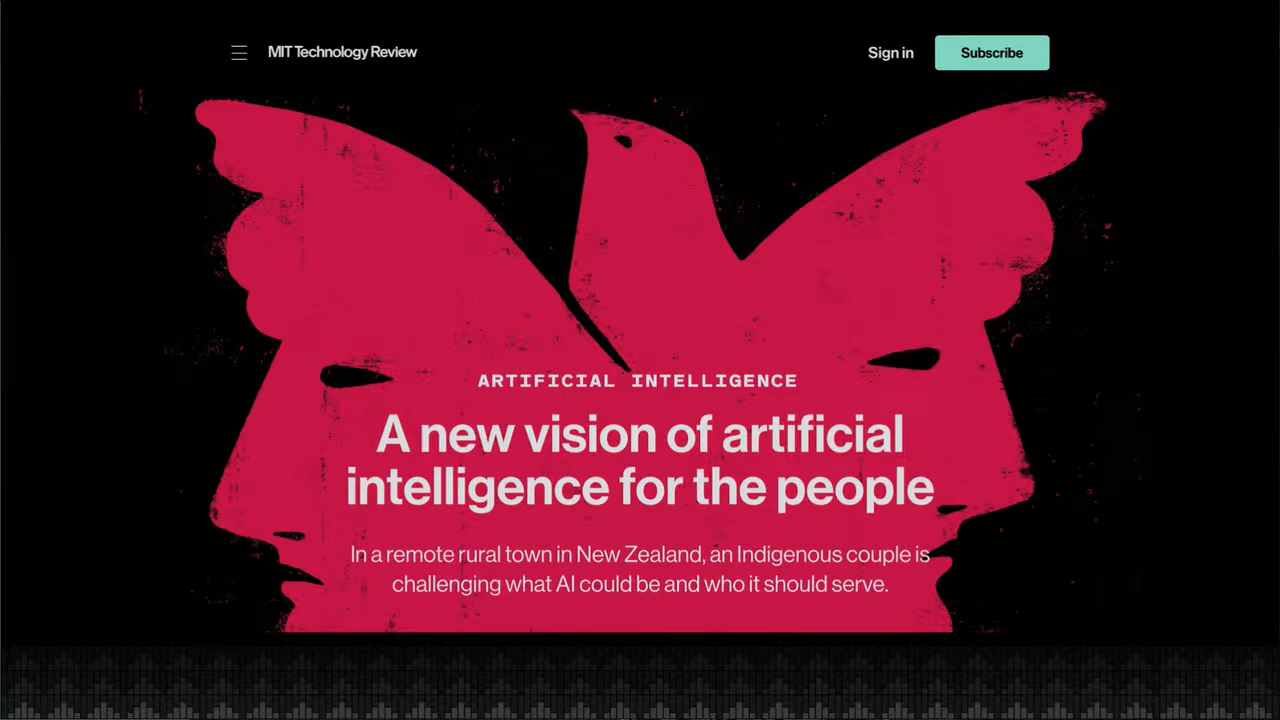 MIT Technology Review
Sign in
Subscribe
ARTIFICIAL INTELLIGENCE
A new vision of artificial
intelligence for the people
In a remote rural town in New Zealand, an Indigenous couple is
challenging what AI could be and who it should serve.